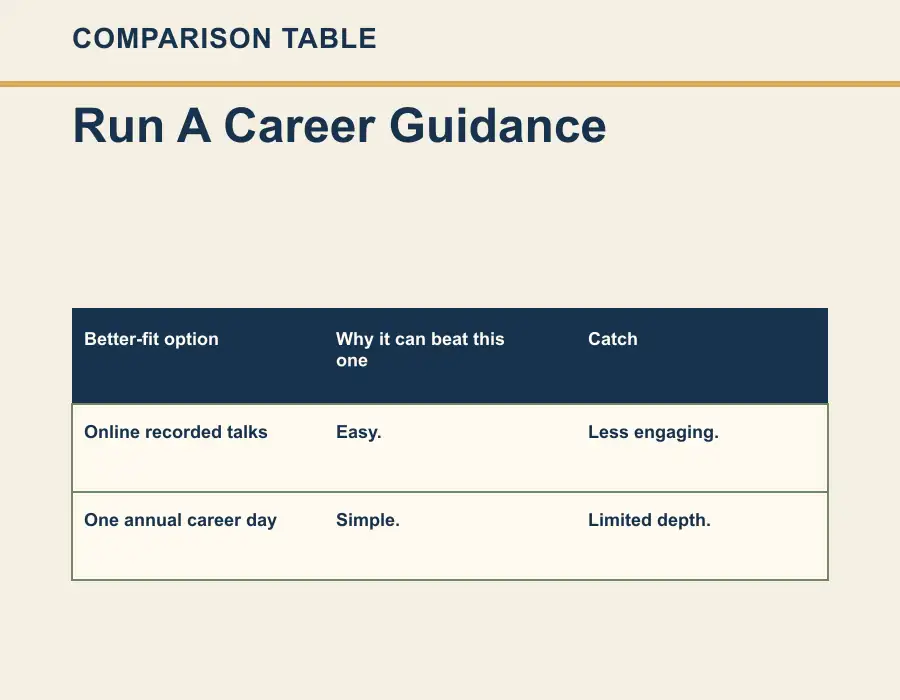 COMPARISON TABLE
Run A Career Guidance
Better-fit option
Why it can beat this
one
Catch
Online recorded talks
Easy.
Less engaging.
One annual career day
Simple.
Limited depth.